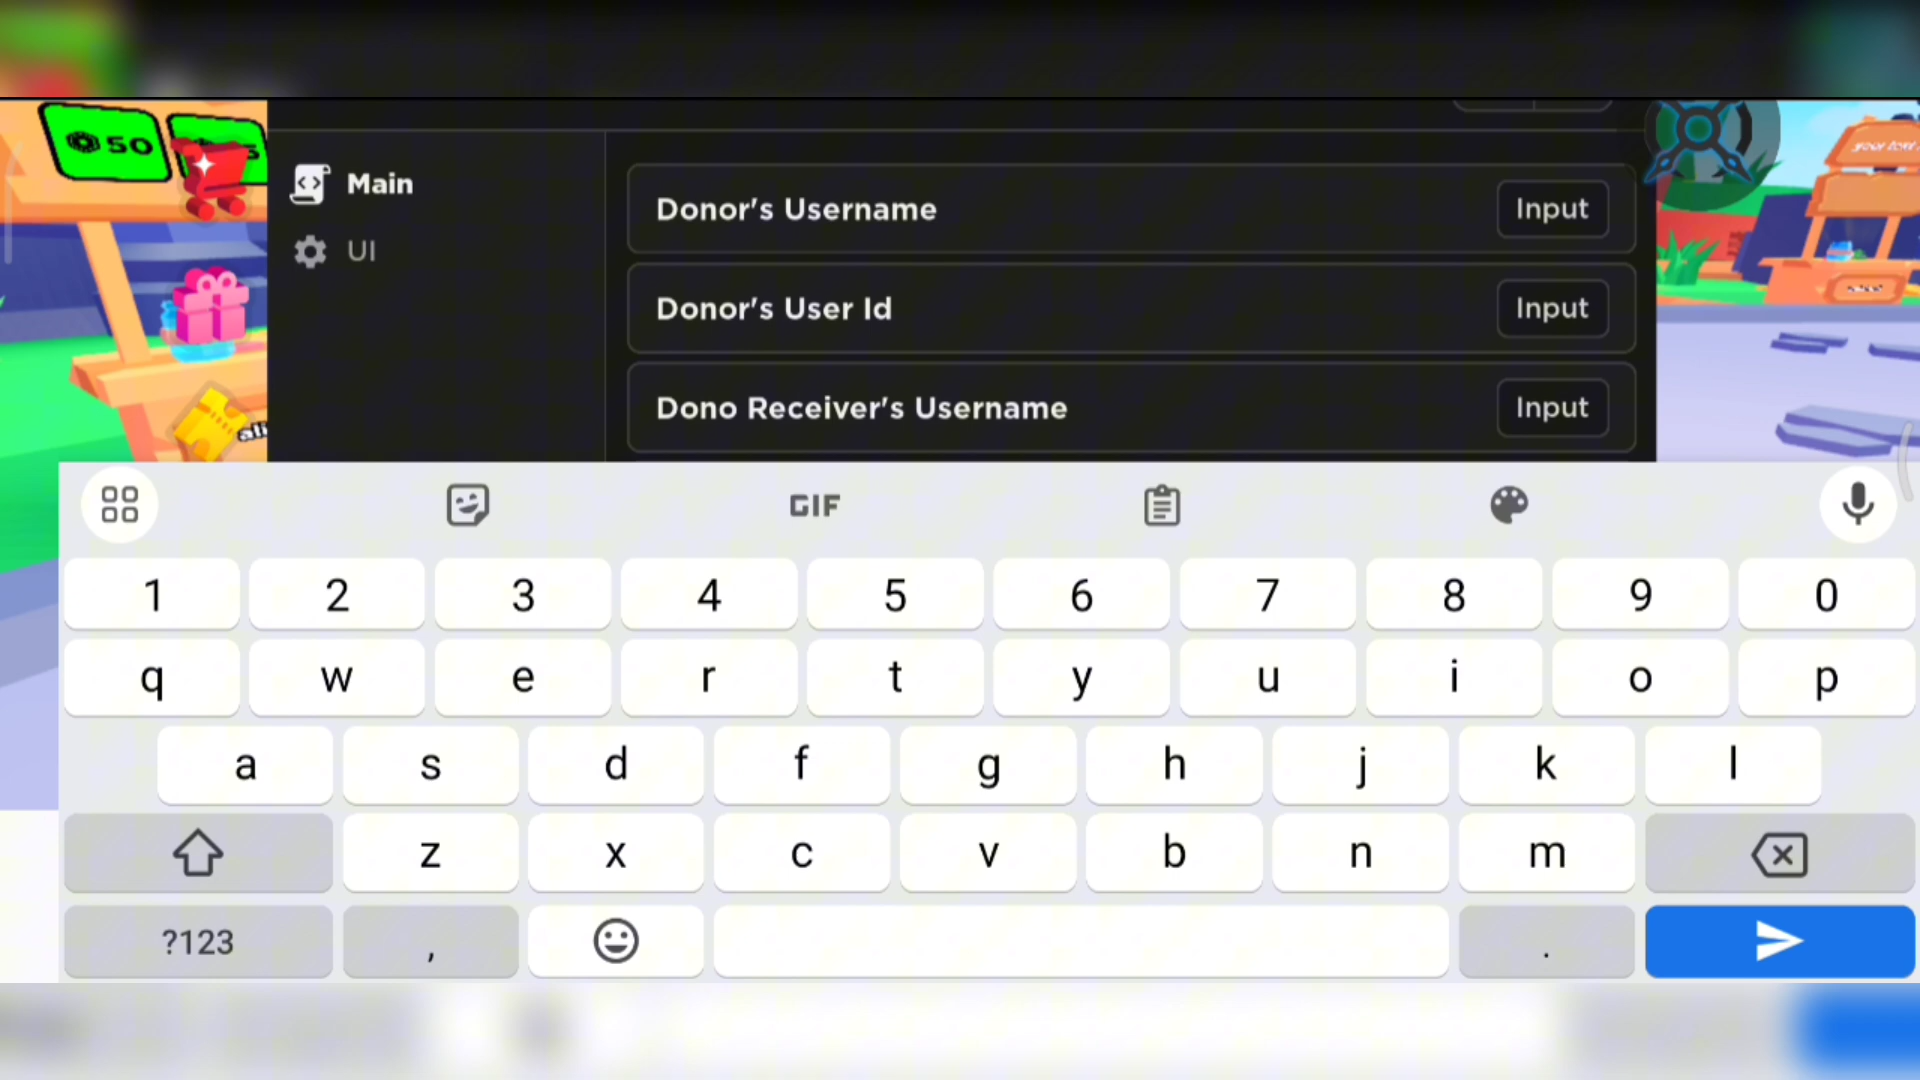 50
Main
UI
Donor's Username
Input
Donor's User Id
Input
Dono Receiver's Username
Input
GIF
1 2 3 4 5 6 7 8 9 0
q w e r t y u i o p
a s d f g h j k l
z x c v b n m
?123 , .